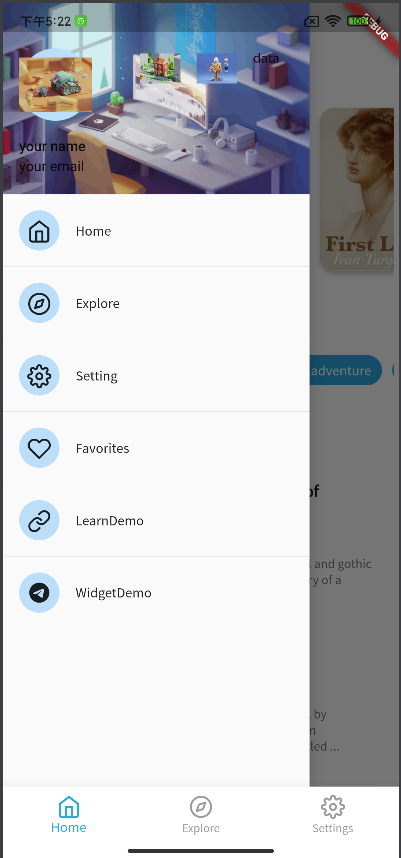 下午5:22
100
DEBUG
data
your name
your email
Home
Explore
Setting
Favorites
LearnDemo
WidgetDemo
First L
Ivan Turg
adventure
of
and gothic
ry of a
by
n
led ...
Home
Explore
Settings